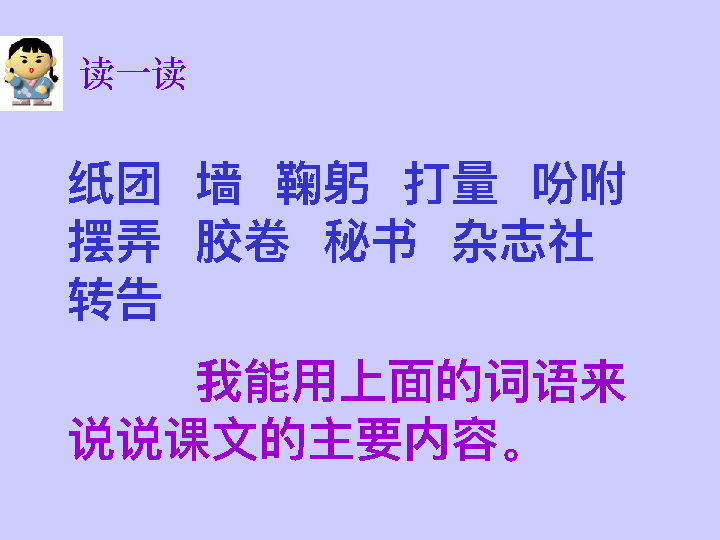 读一读
纸团 墙 鞠躬 打量 吩咐
摆弄 胶卷 秘书 杂志社
转告
我能用上面的词语来
说说课文的主要内容。